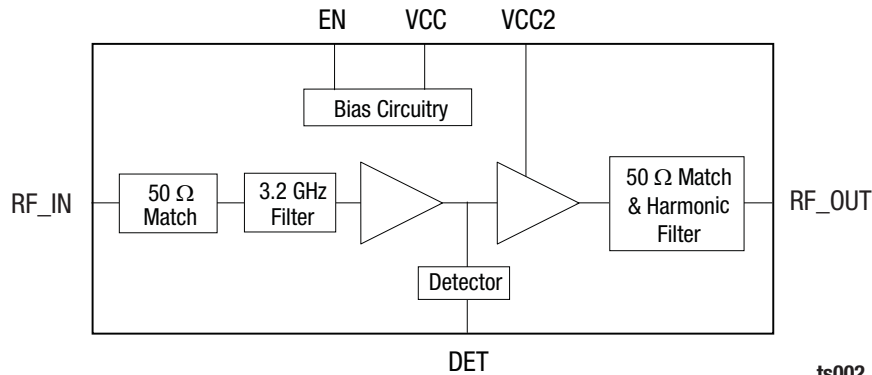 EN
VCC
VCC2
Bias Circuitry
RF_IN
50 Ω
Match
3.2 GHz
Filter
50 Ω Match
& Harmonic
Filter
RF_OUT
Detector
DET
ts002